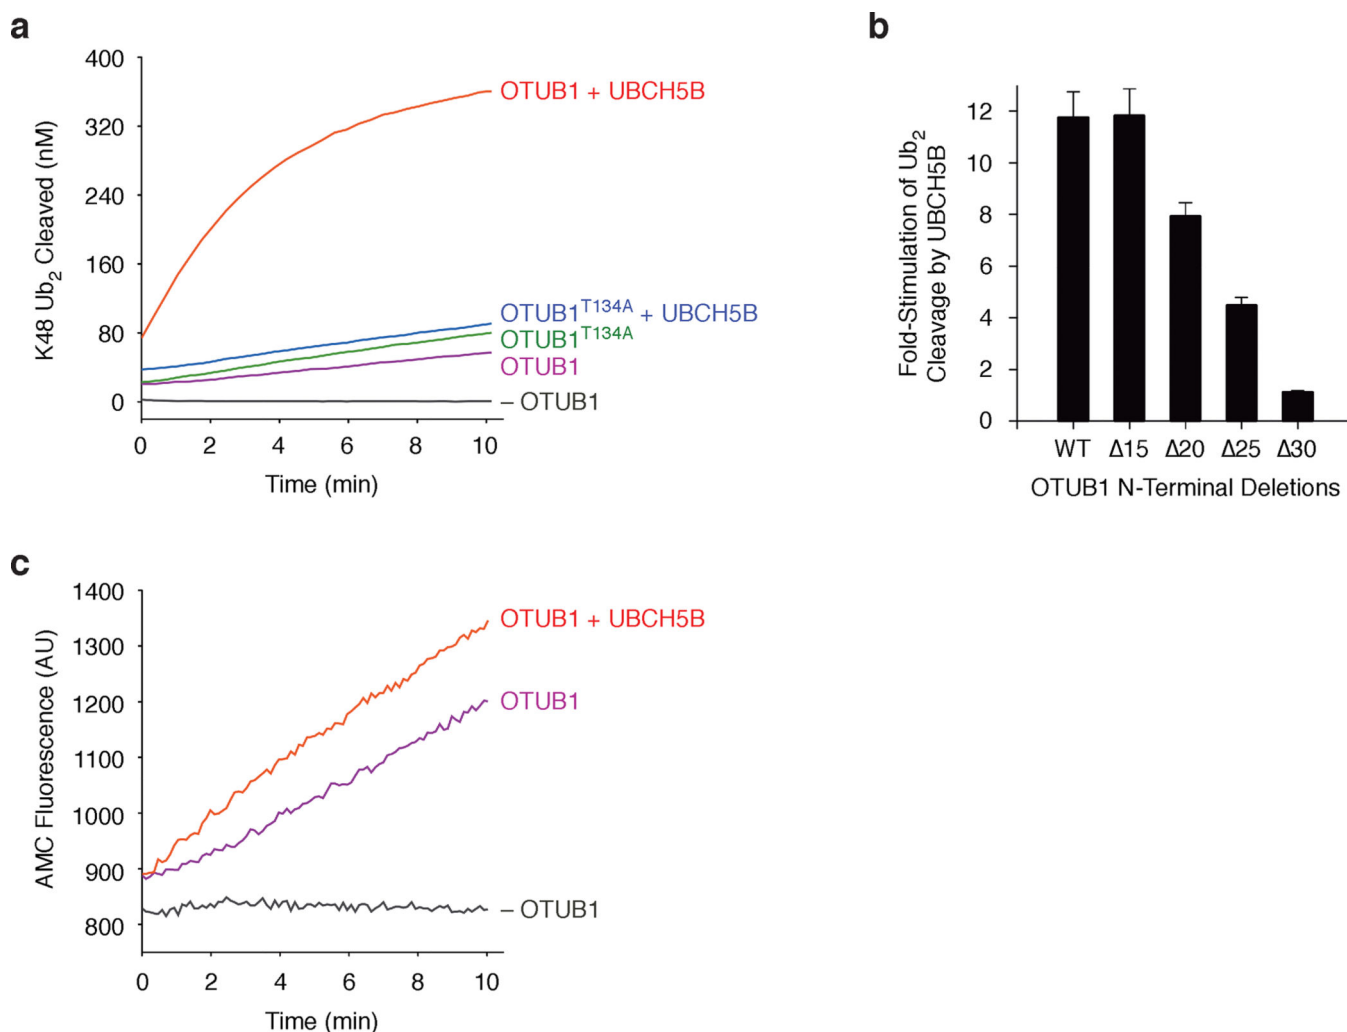 a
400
320
240
160
80
0
K48 Ub2 Cleaved (nM)
0 2 4 6 8 10
Time (min)
OTUB1 + UBCH5B
OTUB1T134A + UBCH5B
OTUB1T134A
OTUB1
– OTUB1
b
12
10
8
6
4
2
0
Fold-Stimulation of Ub2
Cleavage by UBCH5B
WT Δ15 Δ20 Δ25 Δ30
OTUB1 N-Terminal Deletions
c
1400
1300
1200
1100
1000
900
800
AMC Fluorescence (AU)
0 2 4 6 8 10
Time (min)
OTUB1 + UBCH5B
OTUB1
– OTUB1